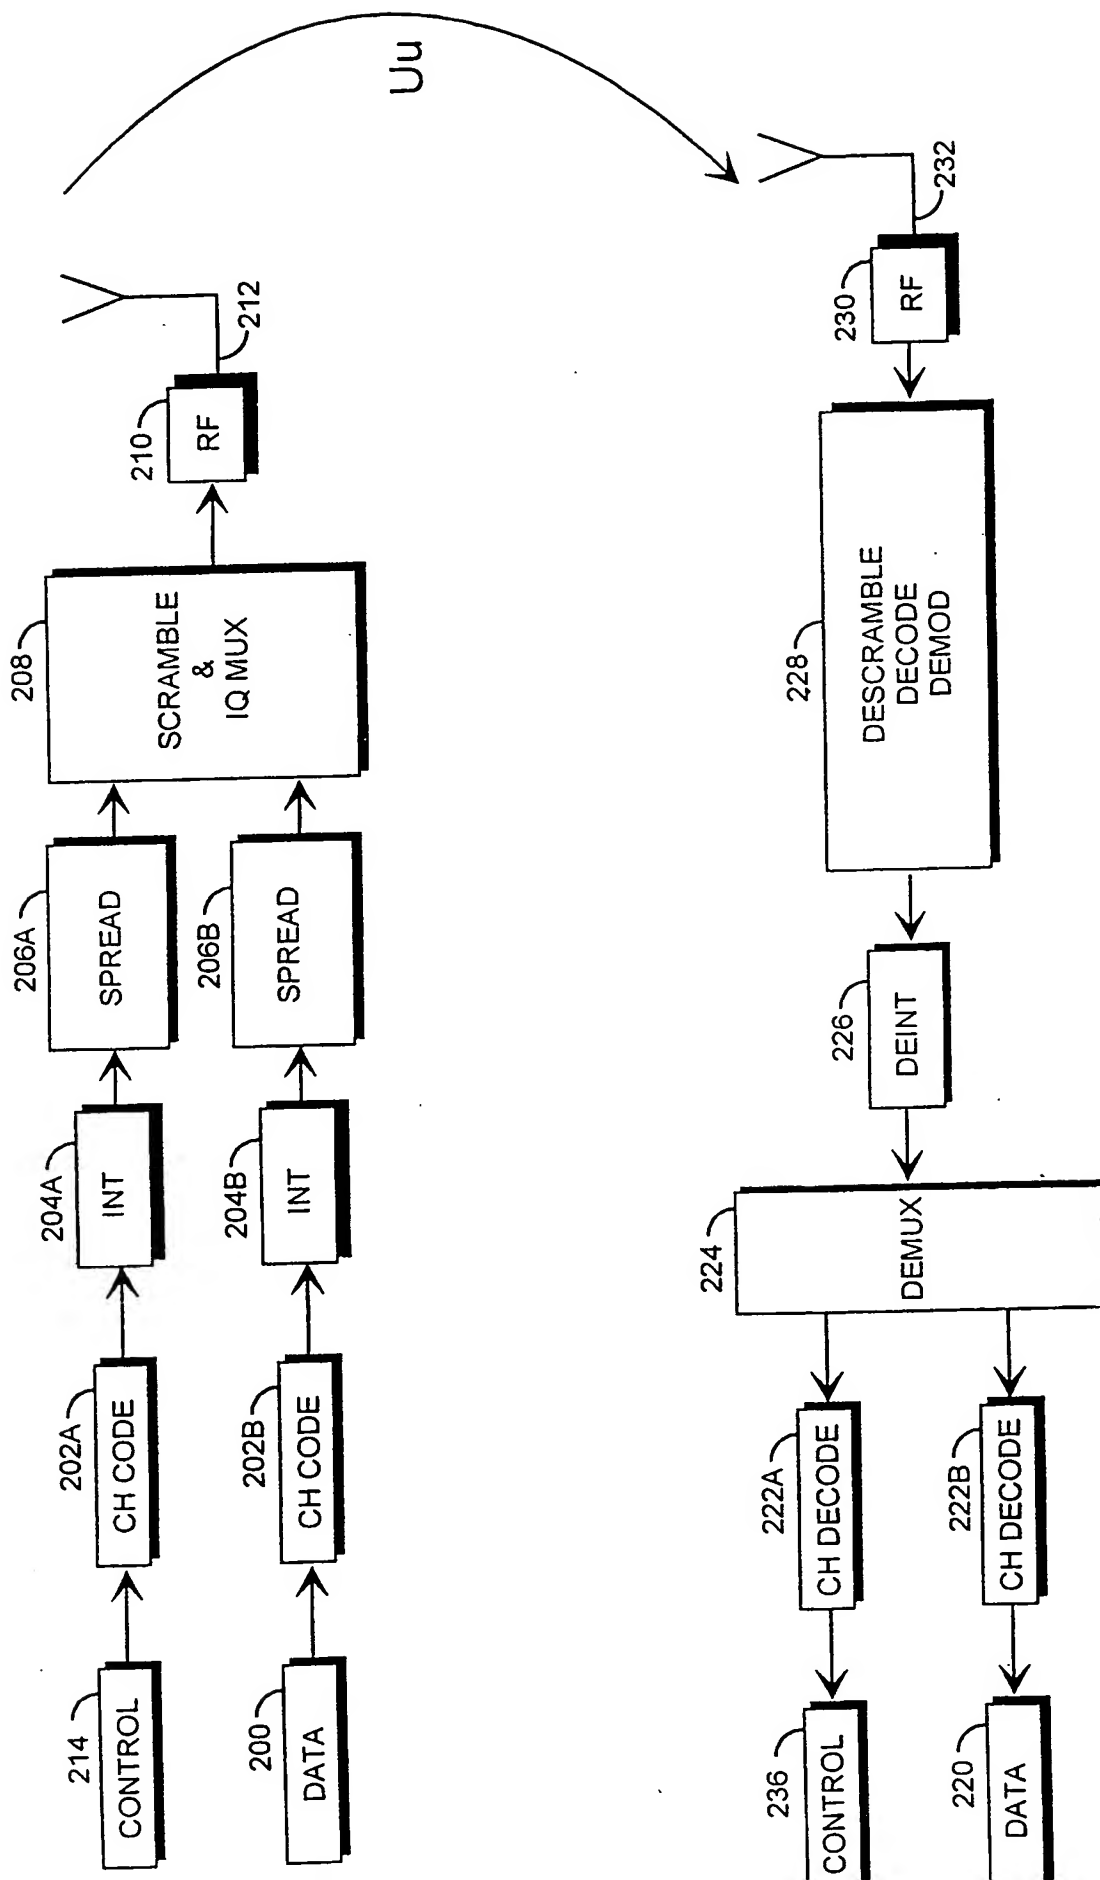 214
CONTROL
202A
CH CODE
204A
INT
206A
SPREAD
208
SCRAMBLE
&
IQ MUX
210
RF
212
200
DATA
202B
CH CODE
204B
INT
206B
SPREAD
Uu
236
CONTROL
222A
CH DECODE
224
DEMUX
226
DEINT
228
DESCRAMBLE
DECODE
DEMOD
230
RF
232
220
DATA
222B
CH DECODE